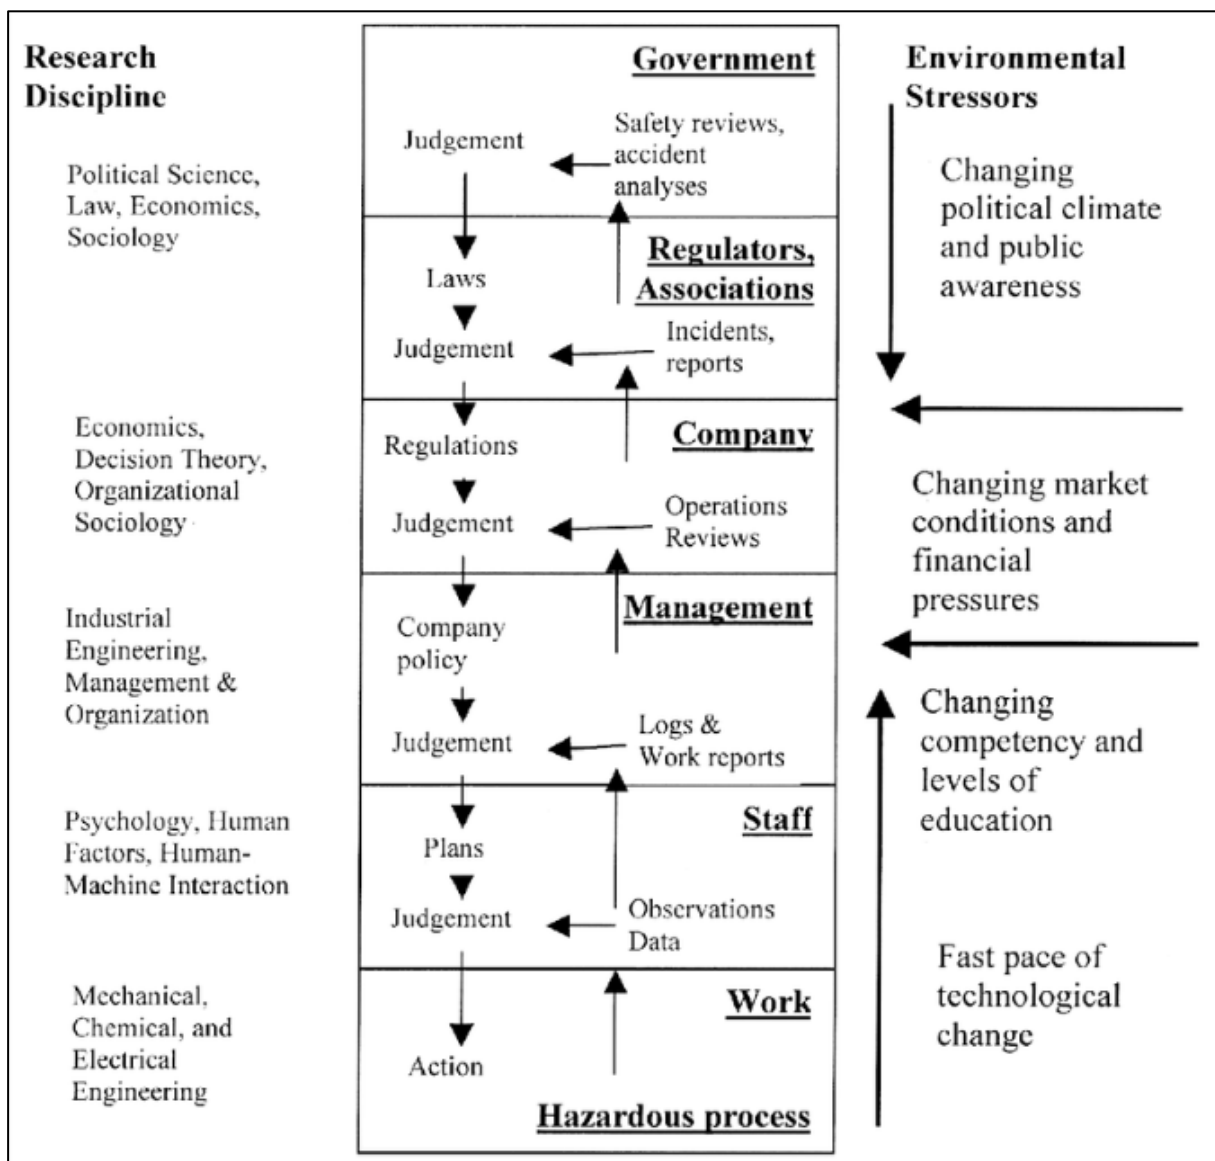 Research
Discipline
Political Science,
Law, Economics,
Sociology
Economics,
Decision Theory,
Organizational
Sociology
Industrial
Engineering,
Management &
Organization
Psychology, Human
Factors, Human-
Machine Interaction
Mechanical,
Chemical, and
Electrical
Engineering
Government
Judgement
Safety reviews,
accident
analyses
Regulators,
Associations
Laws
Judgement
Incidents,
reports
Company
Regulations
Judgement
Operations
Reviews
Management
Company
policy
Judgement
Logs &
Work reports
Staff
Plans
Judgement
Observations
Data
Work
Action
Hazardous process
Environmental
Stressors
Changing
political climate
and public
awareness
Changing market
conditions and
financial
pressures
Changing
competency and
levels of
education
Fast pace of
technological
change